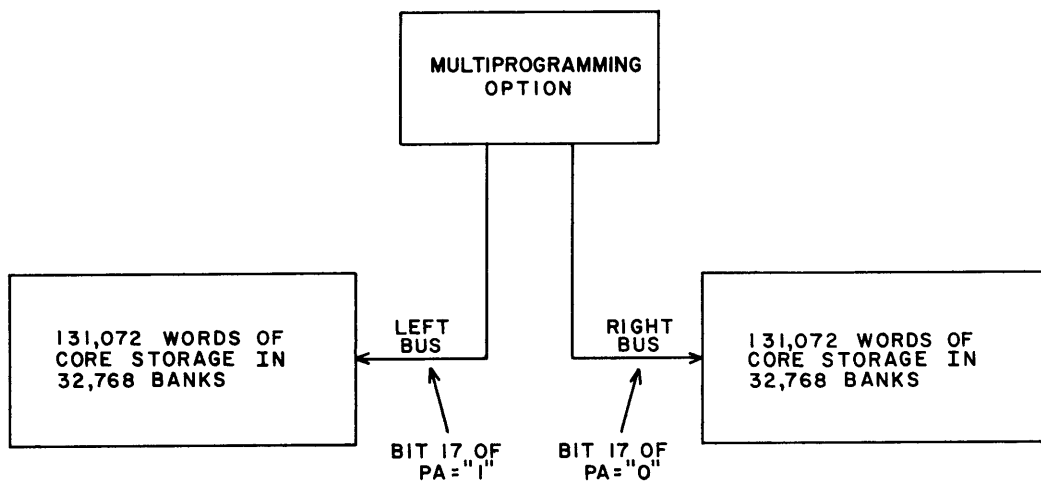 MULTIPROGRAMMING
OPTION
131,072 WORDS OF
CORE STORAGE IN
32,768 BANKS
LEFT
BUS
RIGHT
BUS
131,072 WORDS OF
CORE STORAGE IN
32,768 BANKS
BIT 17 OF
PA="1"
BIT 17 OF
PA="0"